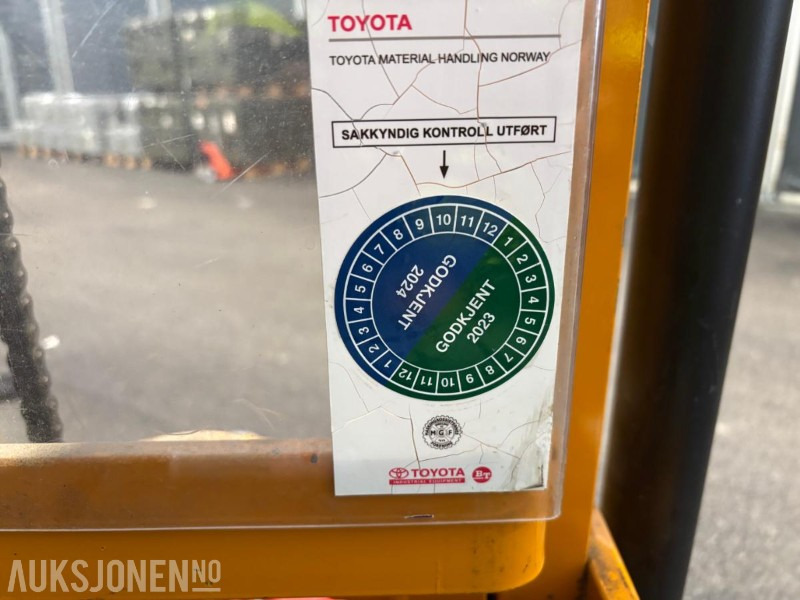 TOYOTA
TOYOTA MATERIAL HANDLING NORWAY
SAKKYNDIG KONTROLL UTFØRT
1 2 3 4 5 6 7 8 9 10 11 12
GODKJENT
2024
1 2 3 4 5 6 7 8 9 10 11 12
GODKJENT
2023
M G F
TOYOTA
INDUSTRIAL EQUIPMENT
BT
AUKSJONEN.NO